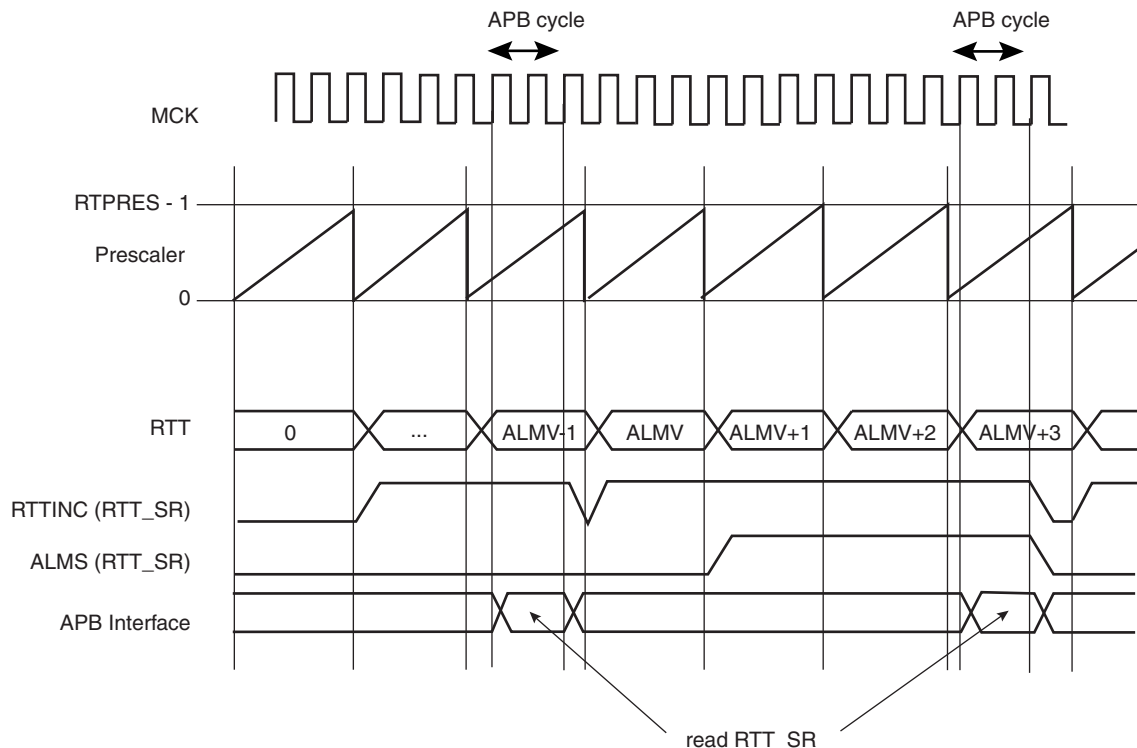 APB cycle APB cycle
MCK
RTPRES - 1
Prescaler
0
RTT 0 ... ALMV-1 ALMV ALMV+1 ALMV+2 ALMV+3
RTTINC (RTT_SR)
ALMS (RTT_SR)
APB Interface
read RTT_SR